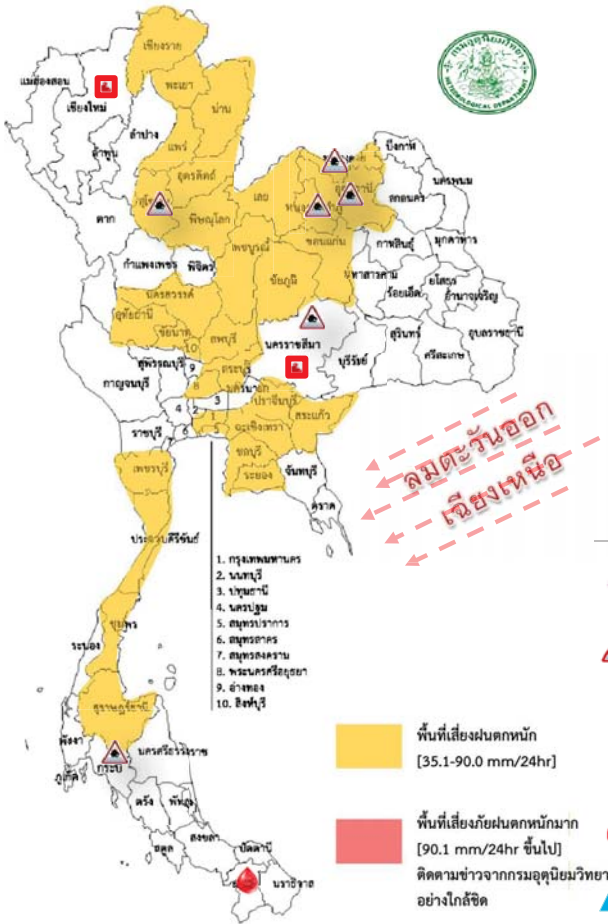 เชียงราย
แม่ฮ่องสอน
พะเยา
เชียงใหม่
น่าน
ลำปาง
ลำพูน
แพร่
บึงกาฬ
อุตรดิตถ์
เลย
นครพนม
สกลนคร
ตาก
พิษณุโลก
ขอนแก่น
กาฬสินธุ์
มุกดาหาร
กำแพงเพชร
พิจิตร
เพชรบูรณ์
ชัยภูมิ
มหาสารคาม
ร้อยเอ็ด
ยโสธร
อำนาจเจริญ
นครสวรรค์
อุทัยธานี
ชัยนาท
ลพบุรี
นครราชสีมา
บุรีรัมย์
สุรินทร์
ศรีสะเกษ
อุบลราชธานี
10
สุพรรณบุรี
9
สระบุรี
กาญจนบุรี
8
นครนายก
ปราจีนบุรี
สระแก้ว
4
2
3
1
ฉะเชิงเทรา
ราชบุรี
6
5
ชลบุรี
เพชรบุรี
ระยอง
จันทบุรี
ตราด
ลมตะวันออก
เฉียงเหนือ
ประจวบคีรีขันธ์
1. กรุงเทพมหานคร
2. นนทบุรี
3. ปทุมธานี
4. นครปฐม
5. สมุทรปราการ
6. สมุทรสาคร
7. สมุทรสงคราม
8. พระนครศรีอยุธยา
9. อ่างทอง
10. สิงห์บุรี
ชุมพร
ระนอง
สุราษฎร์ธานี
พังงา
นครศรีธรรมราช
ภูเก็ต
กระบี่
ตรัง
พัทลุง
สตูล
สงขลา
ปัตตานี
นราธิวาส
พื้นที่เสี่ยงฝนตกหนัก
[35.1-90.0 mm/24hr]
พื้นที่เสี่ยงภัยฝนตกหนักมาก
[90.1 mm/24hr ขึ้นไป]
ติดตามข่าวจากกรมอุตุนิยมวิทยา
อย่างใกล้ชิด